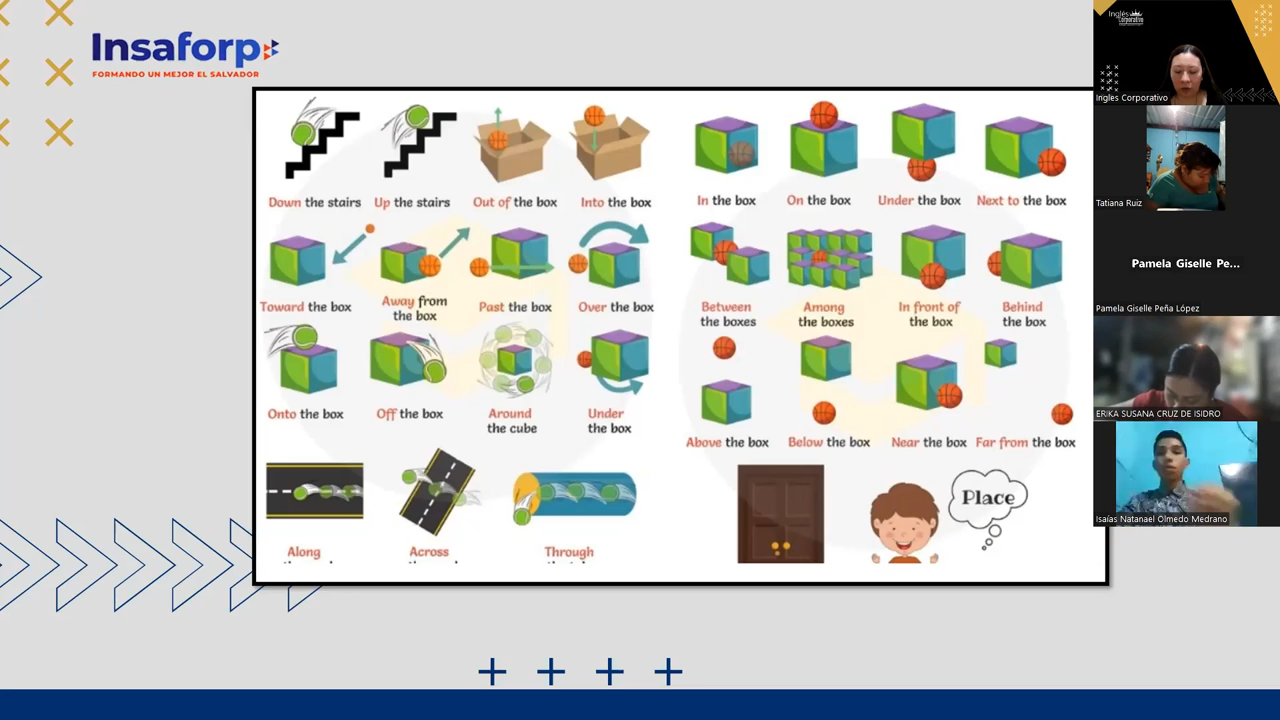 Insaforp
FORMANDO UN MEJOR EL SALVADOR
Down the stairs
Up the stairs
Out of the box
Into the box
In the box
On the box
Under the box
Next to the box
Toward the box
Away from
the box
Past the box
Over the box
Between
the boxes
Among
the boxes
In front of
the box
Behind
the box
Onto the box
Off the box
Around
the cube
Under
the box
Above the box
Below the box
Near the box
Far from the box
Along
Across
Through
Place
Inglés
Corporativo
Ingles Corporativo
Tatiana Ruiz
Pamela Giselle Pe...
Pamela Giselle Peña López
ERIKA SUSANA CRUZ DE ISIDRO
Isaías Natanael Olmedo Medrano